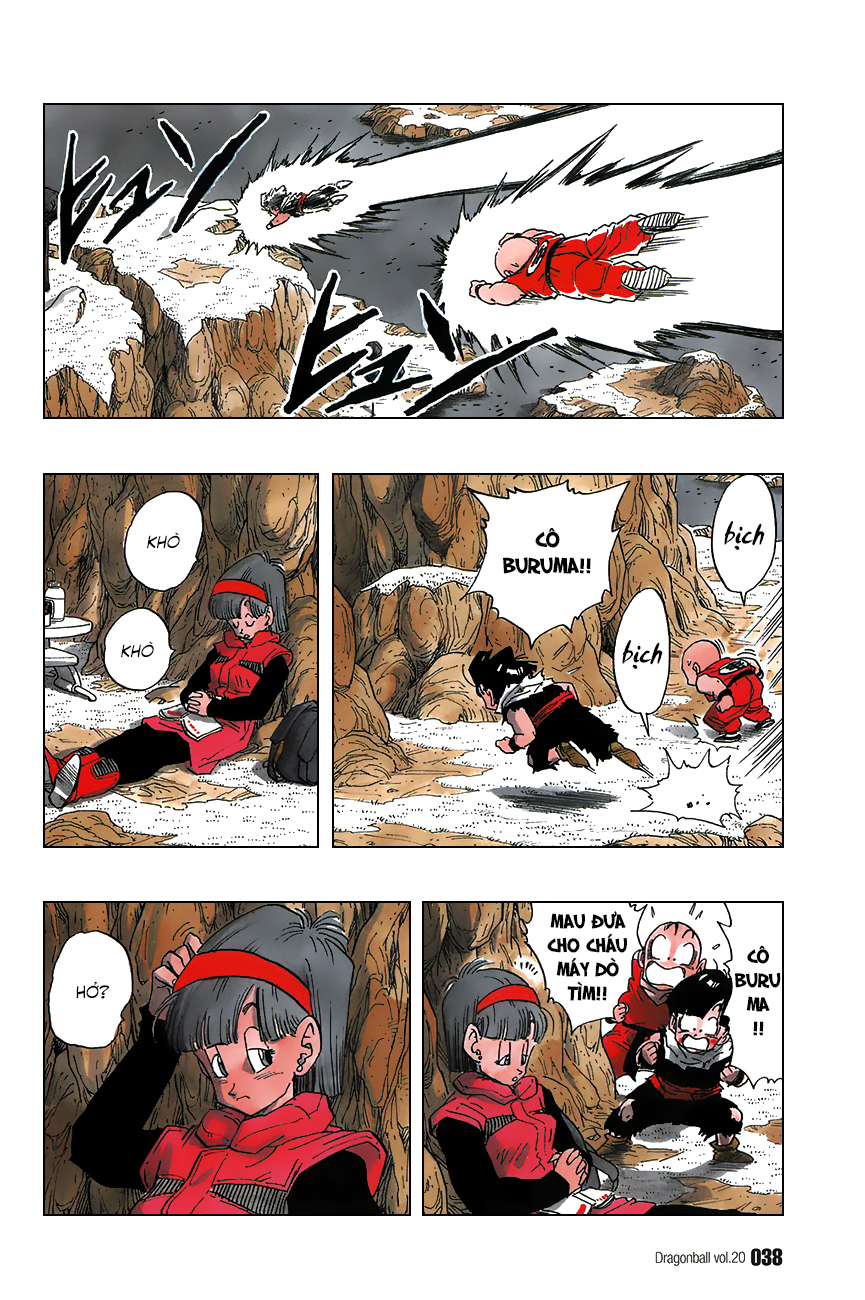 ヒュン
ヒュン
bịch
CÔ
BURUMA!!
bịch
...
KHÒ
KHÒ
CÔ
BURU
MA
!!
MAU ĐƯA
CHO CHÁU
MÁY DÒ
TÌM!!
HỞ?
Dragonball vol.20 038